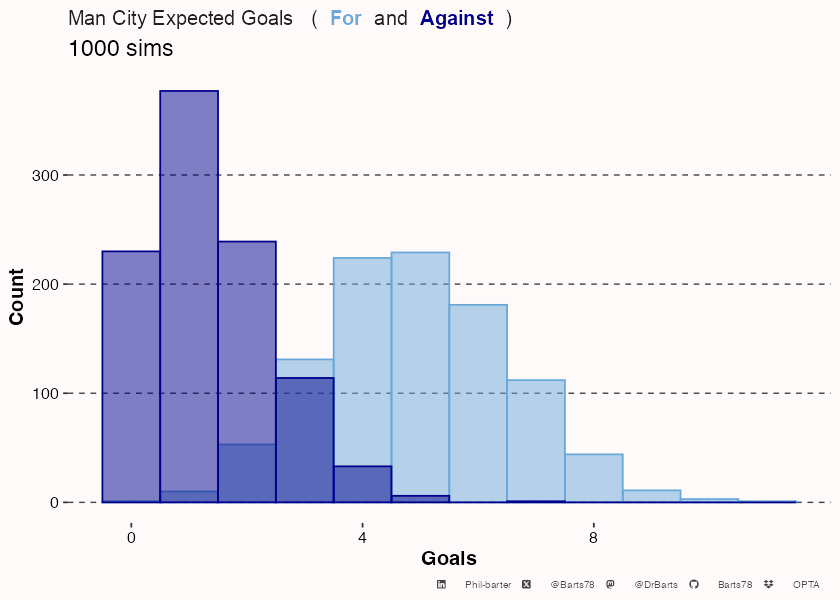 Man City Expected Goals ( For and Against )
1000 sims
300
200
100
0
Count
0 4 8
Goals
Phil-barter @Barts78 @DrBarts Barts78 OPTA